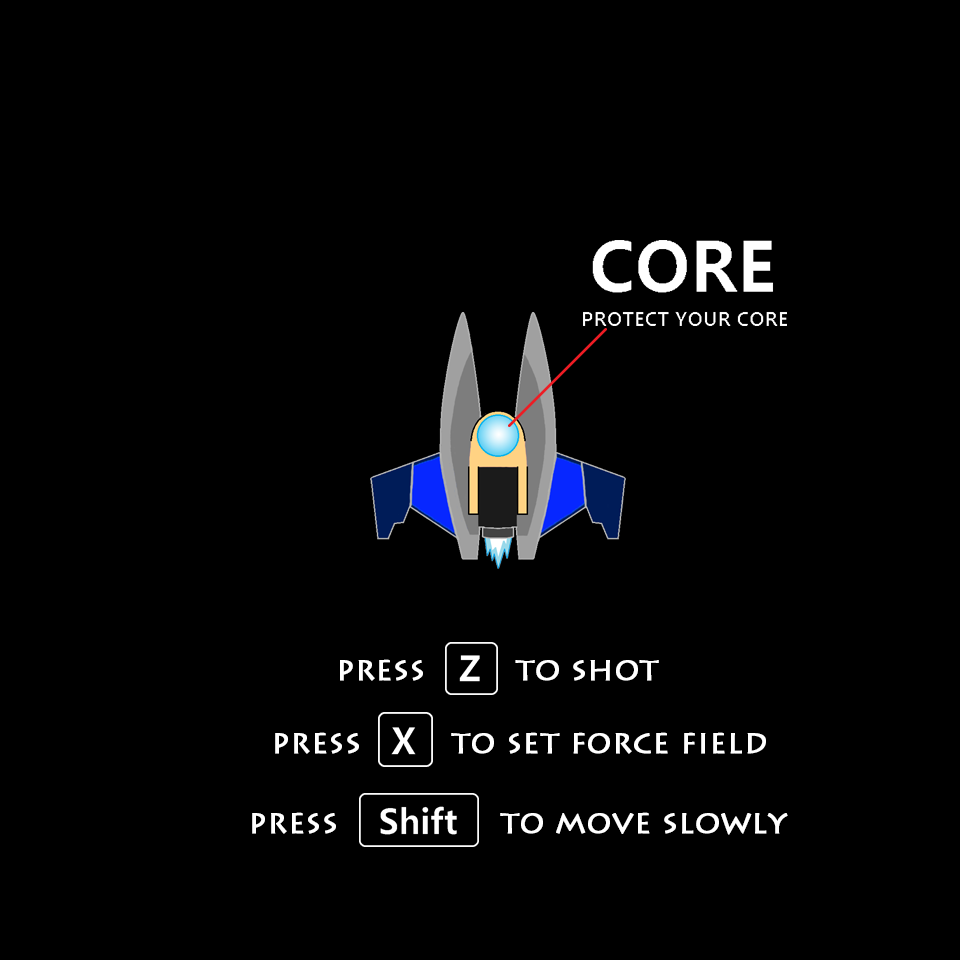 CORE
PROTECT YOUR CORE
PRESS Z TO SHOT
PRESS X TO SET FORCE FIELD
PRESS Shift TO MOVE SLOWLY